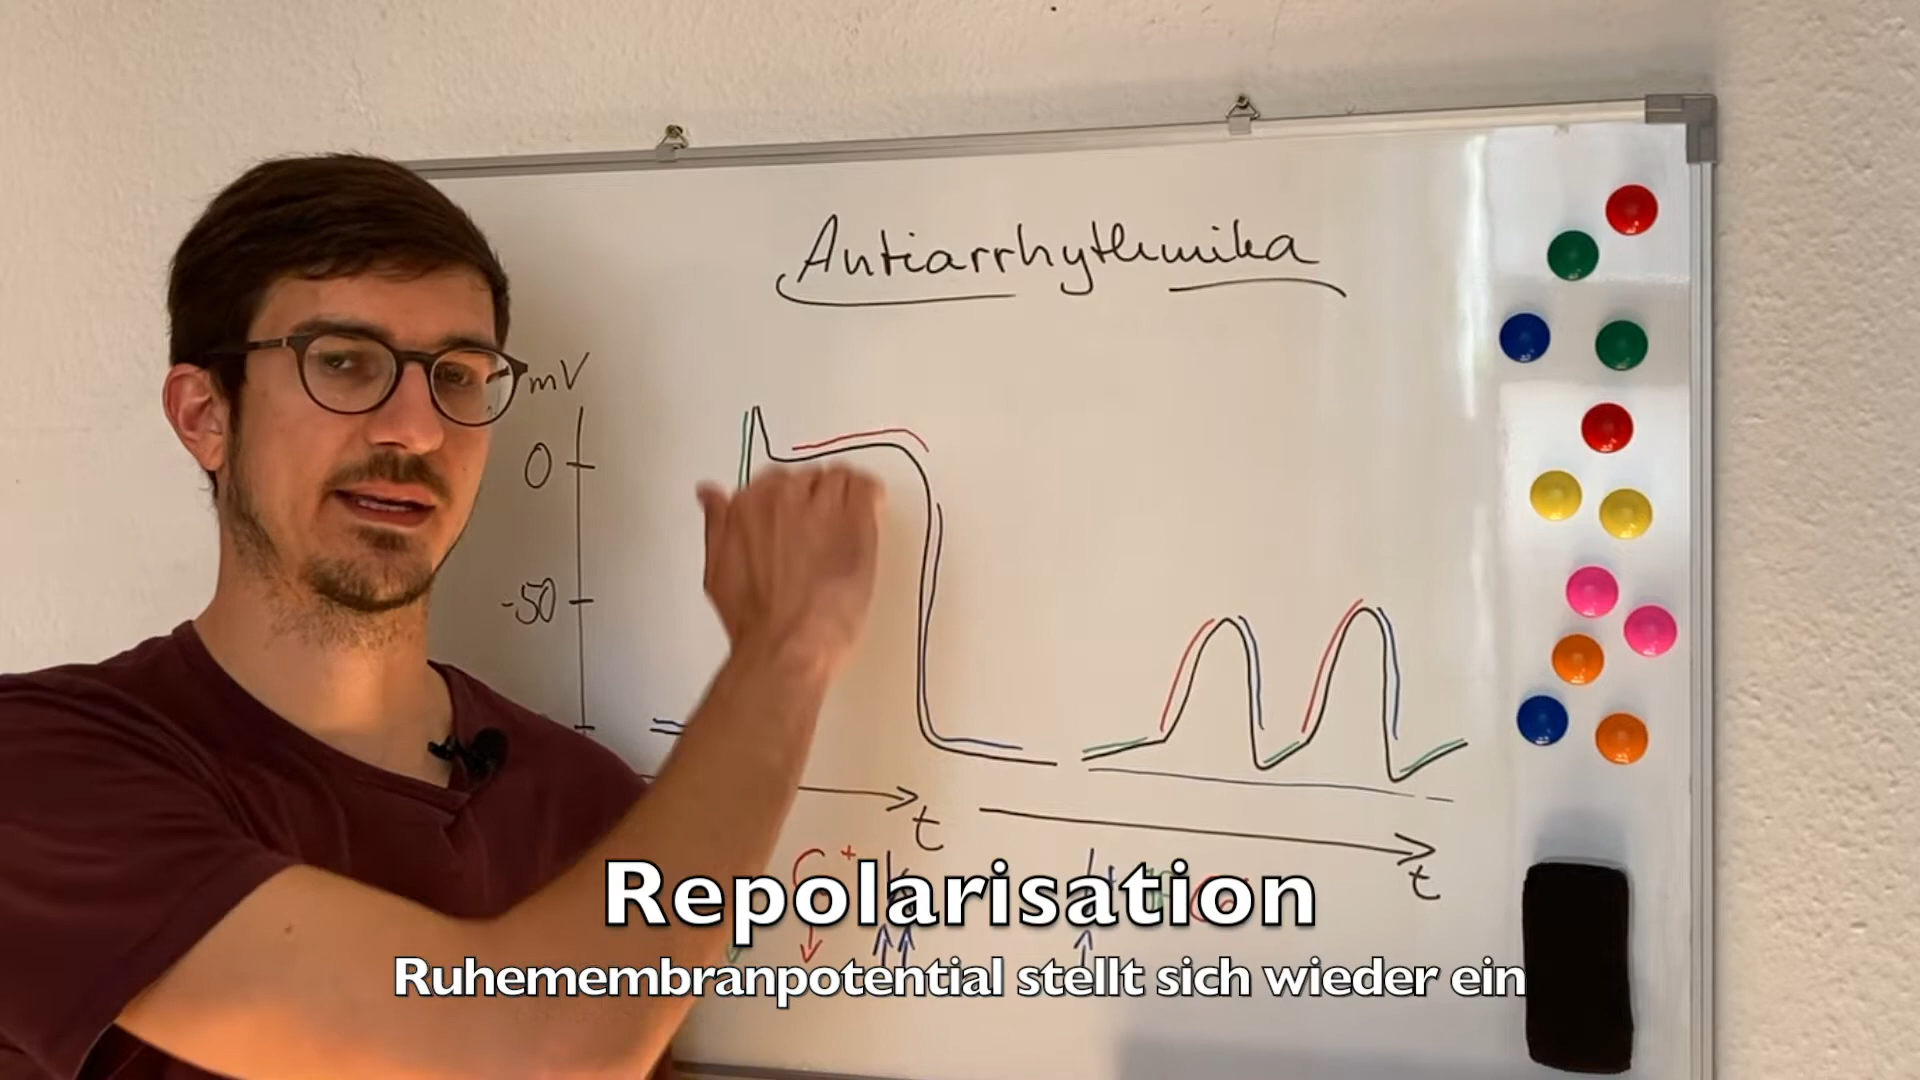 Antiarrhythmika
mV
0
-50
t
t
Repolarisation
Ruhemembranpotential stellt sich wieder ein